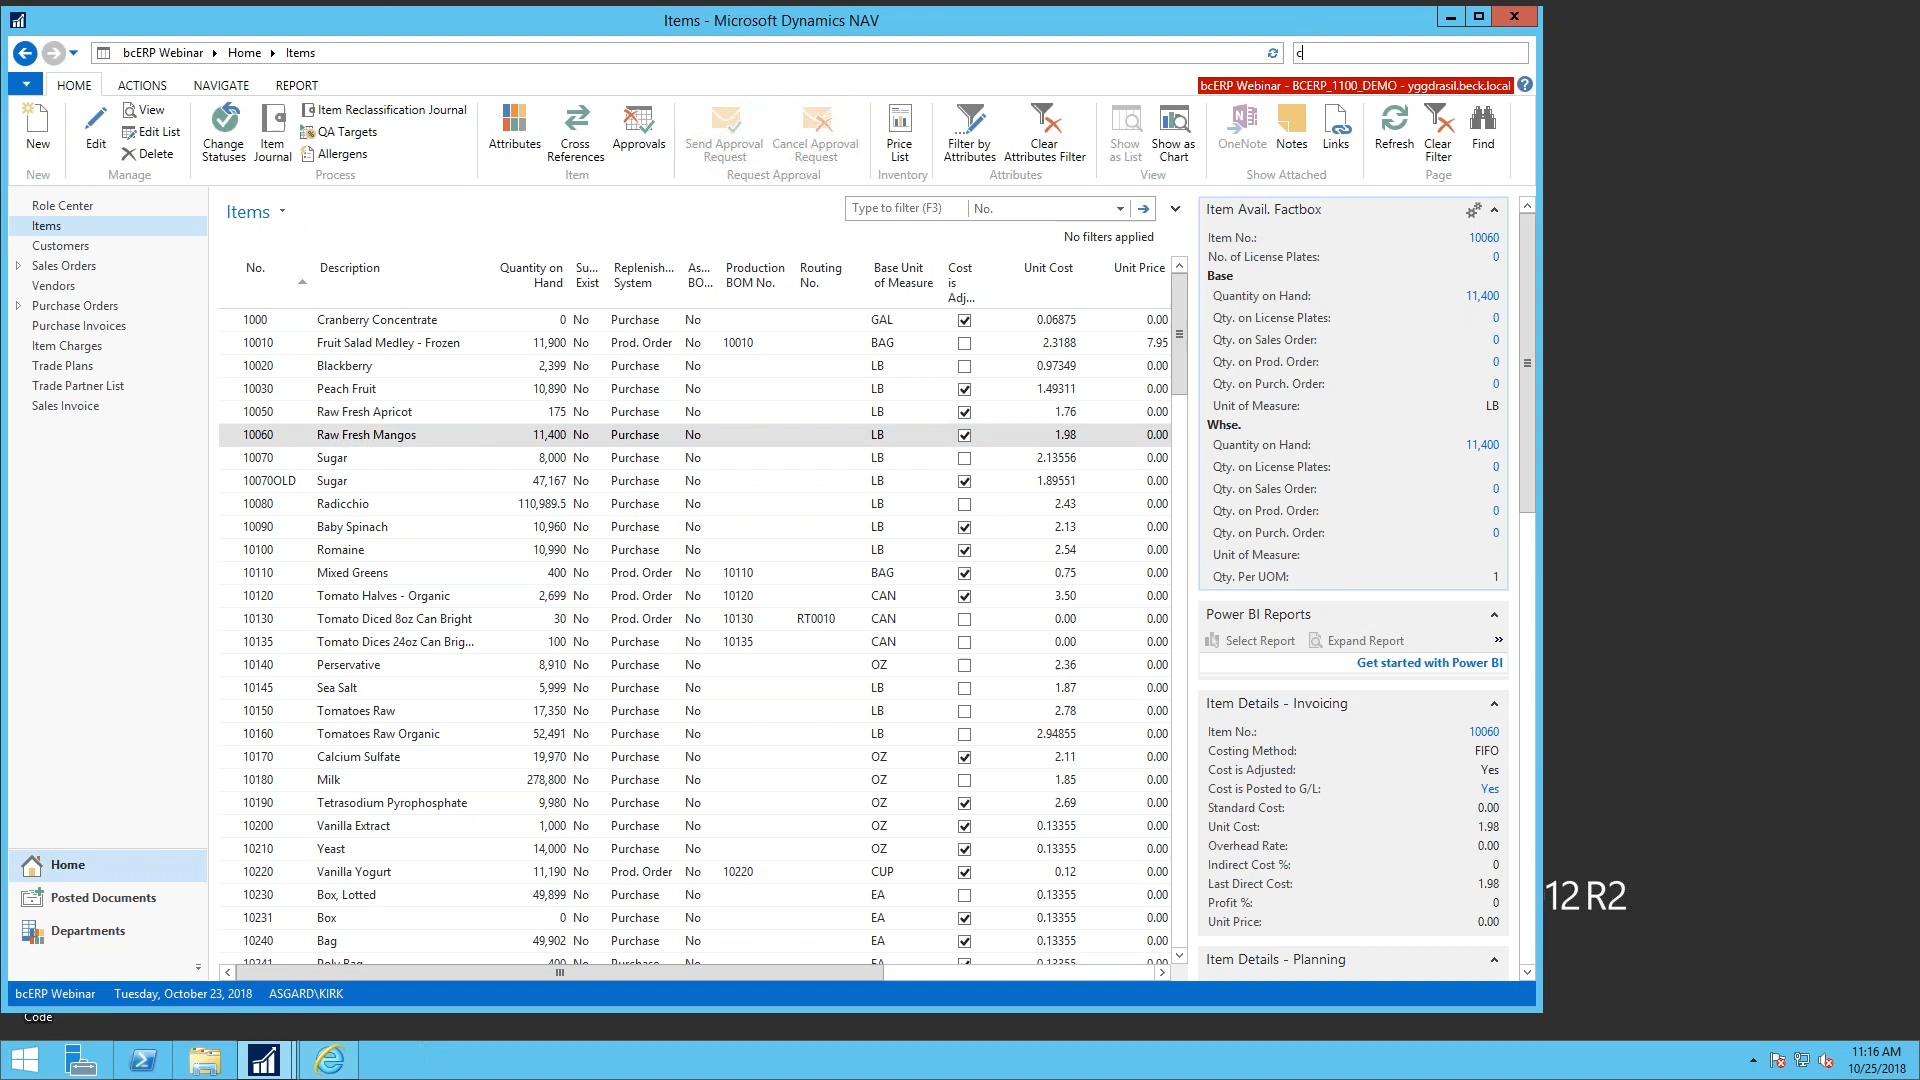 Items - Microsoft Dynamics NAV
bcERP Webinar Home Items
c
HOME ACTIONS NAVIGATE REPORT
bcERP Webinar - BCERP_1100_DEMO - yggdrasil.beck.local
New
Edit
View
Edit List
Delete
Change Statuses
Item Journal
Item Reclassification Journal
QA Targets
Allergens
Attributes
Cross References
Approvals
Send Approval Request
Cancel Approval Request
Price List
Filter by Attributes
Clear Attributes Filter
Show as List
Show as Chart
OneNote
Notes
Links
Refresh
Clear Filter
Find
New Manage Process Item Request Approval Inventory Attributes View Show Attached Page
Role Center
Items
Customers
Sales Orders
Vendors
Purchase Orders
Purchase Invoices
Item Charges
Trade Plans
Trade Partner List
Sales Invoice
Home
Posted Documents
Departments
Items
Type to filter (F3) No.
No filters applied
No. Description Quantity on Hand Su... Exist Replenish... System As... BO... Production BOM No. Routing No. Base Unit of Measure Cost is Adj... Unit Cost Unit Price
1000 Cranberry Concentrate 0 No Purchase No GAL 0.06875 0.00
10010 Fruit Salad Medley - Frozen 11,900 No Prod. Order No 10010 BAG 2.3188 7.95
10020 Blackberry 2,399 No Purchase No LB 0.97349 0.00
10030 Peach Fruit 10,890 No Purchase No LB 1.49311 0.00
10050 Raw Fresh Apricot 175 No Purchase No LB 1.76 0.00
10060 Raw Fresh Mangos 11,400 No Purchase No LB 1.98 0.00
10070 Sugar 8,000 No Purchase No LB 2.13556 0.00
10070OLD Sugar 47,167 No Purchase No LB 1.89551 0.00
10080 Radicchio 110,989.5 No Purchase No LB 2.43 0.00
10090 Baby Spinach 10,960 No Purchase No LB 2.13 0.00
10100 Romaine 10,990 No Purchase No LB 2.54 0.00
10110 Mixed Greens 400 No Prod. Order No 10110 BAG 0.75 0.00
10120 Tomato Halves - Organic 2,699 No Prod. Order No 10120 CAN 3.50 0.00
10130 Tomato Diced 8oz Can Bright 30 No Prod. Order No 10130 RT0010 CAN 0.00 0.00
10135 Tomato Dices 24oz Can Brig... 100 No Purchase No 10135 CAN 0.00 0.00
10140 Perservative 8,910 No Purchase No OZ 2.36 0.00
10145 Sea Salt 5,999 No Purchase No LB 1.87 0.00
10150 Tomatoes Raw 17,350 No Purchase No LB 2.78 0.00
10160 Tomatoes Raw Organic 52,491 No Purchase No LB 2.94855 0.00
10170 Calcium Sulfate 19,970 No Purchase No OZ 2.11 0.00
10180 Milk 278,800 No Purchase No OZ 1.85 0.00
10190 Tetrasodium Pyrophosphate 9,980 No Purchase No OZ 2.69 0.00
10200 Vanilla Extract 1,000 No Purchase No OZ 0.13355 0.00
10210 Yeast 14,000 No Purchase No OZ 0.13355 0.00
10220 Vanilla Yogurt 11,190 No Prod. Order No 10220 CUP 0.12 0.00
10230 Box, Lotted 49,899 No Purchase No EA 0.13355 0.00
10231 Box 0 No Purchase No EA 0.13355 0.00
10240 Bag 49,902 No Purchase No EA 0.13355 0.00
10241 Poly Bag 400 No Purchase No EA 0.13355 0.00
Item Avail. Factbox
Item No.: 10060
No. of License Plates: 0
Base
Quantity on Hand: 11,400
Qty. on License Plates: 0
Qty. on Sales Order: 0
Qty. on Prod. Order: 0
Qty. on Purch. Order: 0
Unit of Measure: LB
Whse.
Quantity on Hand: 11,400
Qty. on License Plates: 0
Qty. on Sales Order: 0
Qty. on Prod. Order: 0
Qty. on Purch. Order: 0
Unit of Measure:
Qty. Per UOM: 1
Power BI Reports
Select Report Expand Report
Get started with Power BI
Item Details - Invoicing
Item No.: 10060
Costing Method: FIFO
Cost is Adjusted: Yes
Cost is Posted to G/L: Yes
Standard Cost: 0.00
Unit Cost: 1.98
Overhead Rate: 0.00
Indirect Cost %: 0
Last Direct Cost: 1.98
Profit %: 0
Unit Price: 0.00
Item Details - Planning
12 R2
bcERP Webinar Tuesday, October 23, 2018 ASGARD\KIRK
Code
11:16 AM
10/25/2018